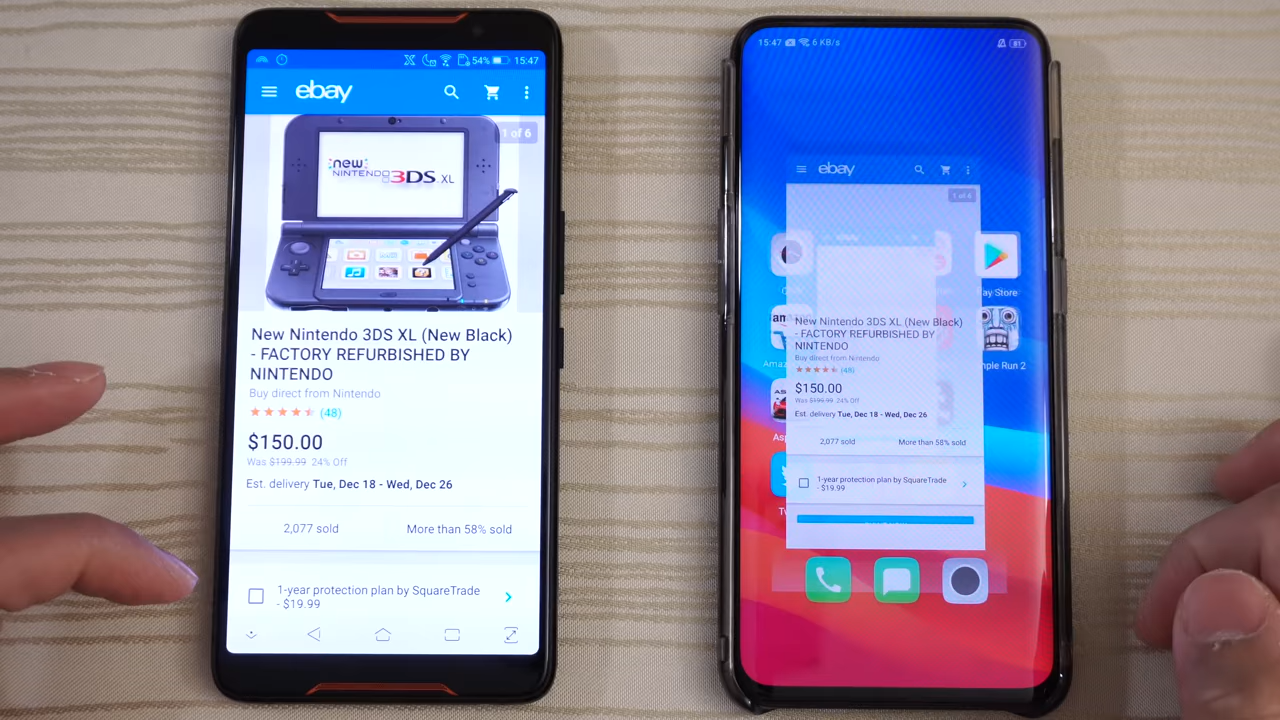 54% 15:47
ebay
1 of 6
new
NINTENDO 3DS XL
New Nintendo 3DS XL (New Black)
- FACTORY REFURBISHED BY
NINTENDO
Buy direct from Nintendo
(48)
$150.00
Was $199.99 24% Off
Est. delivery Tue, Dec 18 - Wed, Dec 26
2,077 sold More than 58% sold
1-year protection plan by SquareTrade
- $19.99
15:47 6 KB/s 81
ebay
1 of 6
Play Store
New Nintendo 3DS XL (New Black)
- FACTORY REFURBISHED BY
NINTENDO
Buy direct from Nintendo
(48)
Temple Run 2
$150.00
Was $199.99 24% Off
Est. delivery Tue, Dec 18 - Wed, Dec 26
2,077 sold More than 58% sold
1-year protection plan by SquareTrade
- $19.99